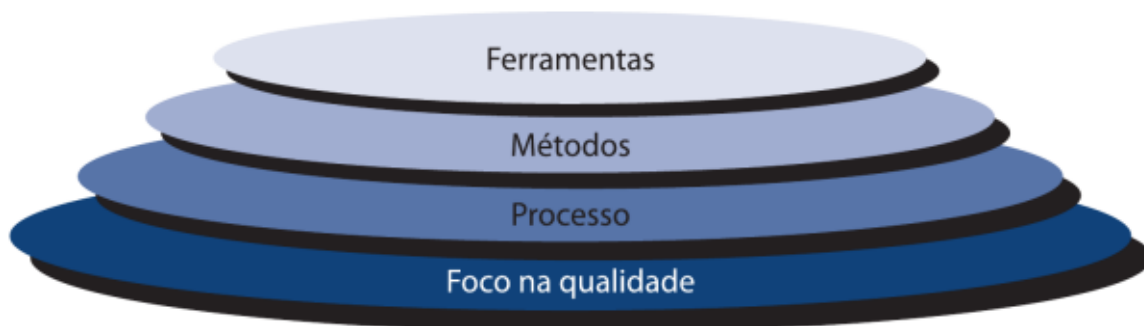 Ferramentas
Métodos
Processo
Foco na qualidade